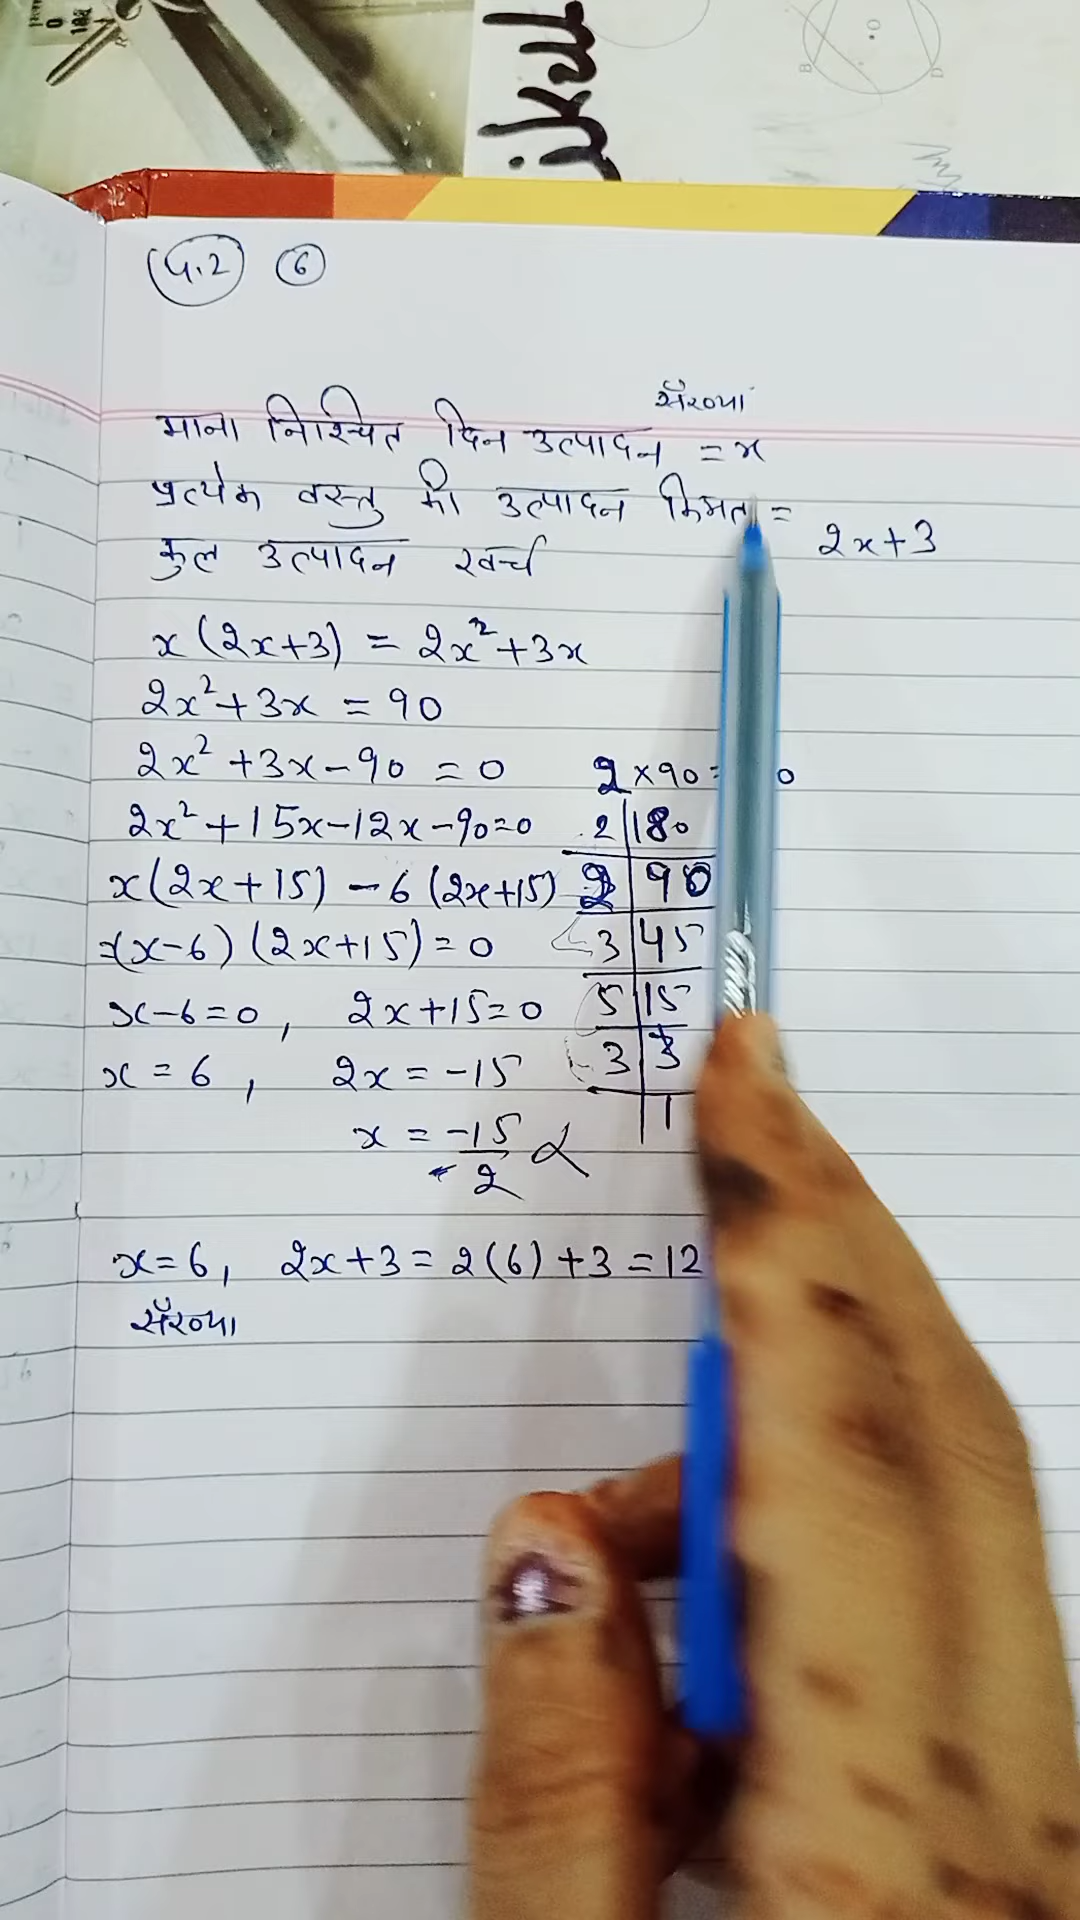 4.2 6
संख्या
माना निश्चित दिन उत्पादन = x
प्रत्येक वस्तु की उत्पादन किमत =
2x+3
कुल उत्पादन खर्च
x(2x+3) = 2x²+3x
2x²+3x = 90
2x²+3x-90 = 0
2x²+15x-12x-90=0
x(2x+15) - 6(2x+15)
=(x-6)(2x+15)=0
x-6=0, 2x+15=0
x = 6, 2x = -15
x = -15/2
2×90= 0
2 180
2 90
3 45
5 15
3 3
1
x=6, 2x+3 = 2(6)+3 = 12
संख्या